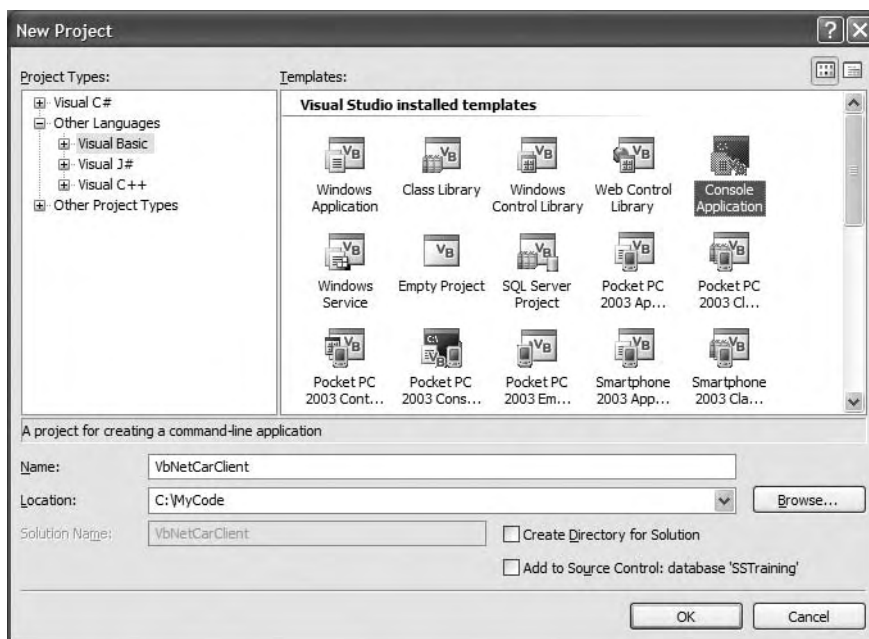 New Project
Project Types:
Visual C#
Other Languages
Visual Basic
Visual J#
Visual C++
Other Project Types
Templates:
Visual Studio installed templates
Windows
Application
Class Library
Windows
Control Library
Web Control
Library
Console
Application
Windows
Service
Empty Project
SQL Server
Project
Pocket PC
2003 Ap...
Pocket PC
2003 Cl...
Pocket PC
2003 Cont...
Pocket PC
2003 Cons...
Pocket PC
2003 Em...
Smartphone
2003 App...
Smartphone
2003 Cla...
A project for creating a command-line application
Name:
VbNetCarClient
Location:
C:\MyCode
Browse...
Solution Name:
VbNetCarClient
Create Directory for Solution
Add to Source Control: database 'SSTraining'
OK
Cancel